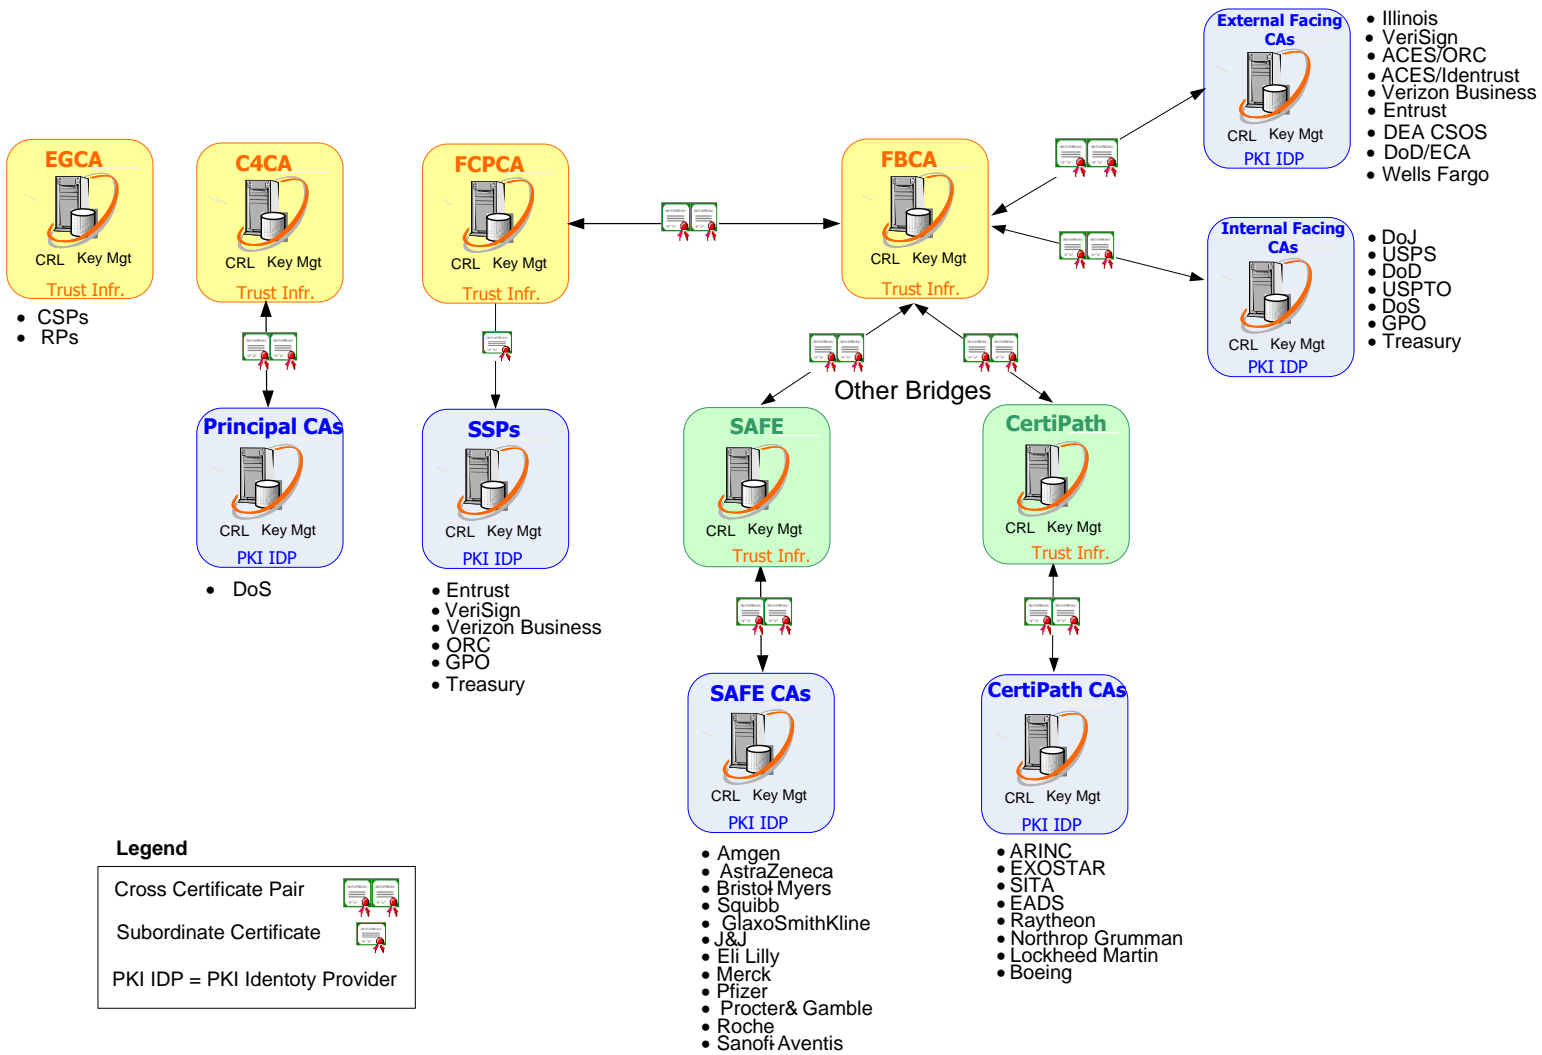 EGCA
CRL Key Mgt
Trust Infr.
• CSPs
• RPs
C4CA
CRL Key Mgt
Trust Infr.
Principal CAs
CRL Key Mgt
PKI IDP
• DoS
FCPCA
CRL Key Mgt
Trust Infr.
SSPs
CRL Key Mgt
PKI IDP
• Entrust
• VeriSign
• Verizon Business
• ORC
• GPO
• Treasury
FBCA
CRL Key Mgt
Trust Infr.
External Facing
CAs
CRL Key Mgt
PKI IDP
• Illinois
• VeriSign
• ACES/ORC
• ACES/Identrust
• Verizon Business
• Entrust
• DEA CSOS
• DoD/ECA
• Wells Fargo
Internal Facing
CAs
CRL Key Mgt
PKI IDP
• DoJ
• USPS
• DoD
• USPTO
• DoS
• GPO
• Treasury
Other Bridges
SAFE
CRL Key Mgt
Trust Infr.
CertiPath
CRL Key Mgt
Trust Infr.
SAFE CAs
CRL Key Mgt
PKI IDP
• Amgen
• AstraZeneca
• Bristol-Myers
• Squibb
• GlaxoSmithKline
• J&J
• Eli Lilly
• Merck
• Pfizer
• Procter& Gamble
• Roche
• Sanofi-Aventis
CertiPath CAs
CRL Key Mgt
PKI IDP
• ARINC
• EXOSTAR
• SITA
• EADS
• Raytheon
• Northrop Grumman
• Lockheed Martin
• Boeing
Legend
Cross Certificate Pair
Subordinate Certificate
PKI IDP = PKI Identoty Provider